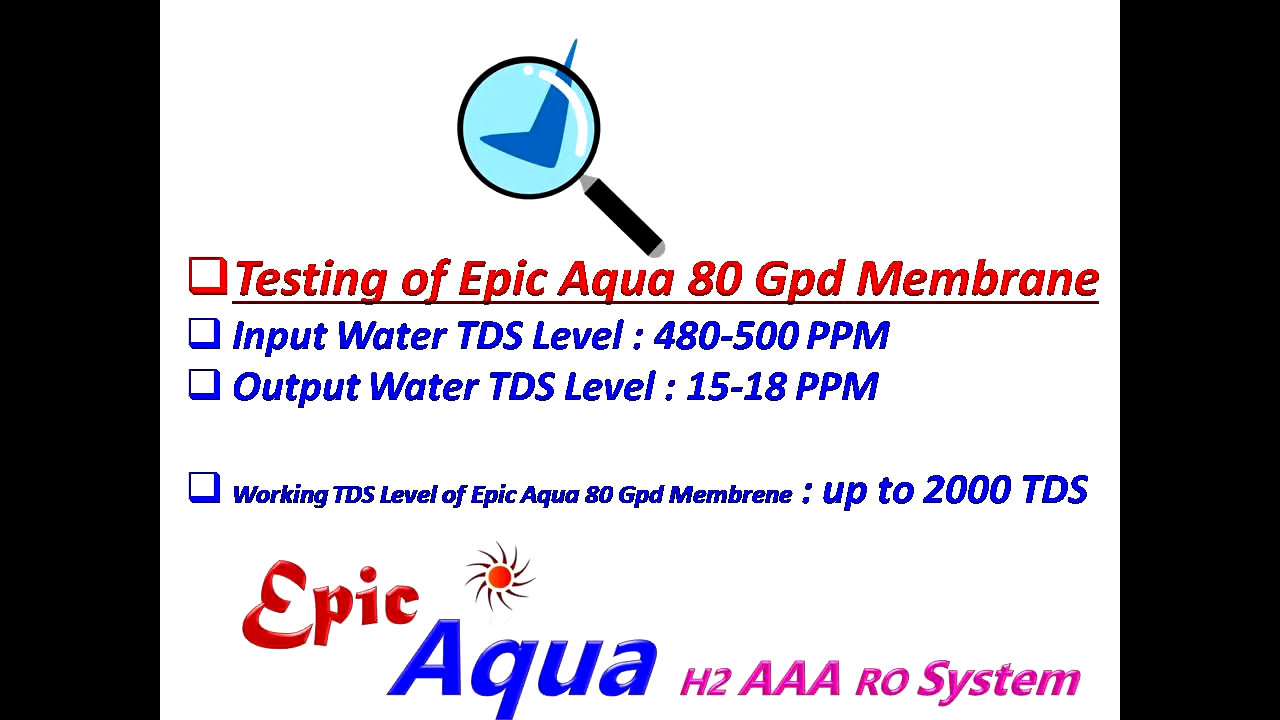 Testing of Epic Aqua 80 Gpd Membrane
Input Water TDS Level : 480-500 PPM
Output Water TDS Level : 15-18 PPM
Working TDS Level of Epic Aqua 80 Gpd Membrene : up to 2000 TDS
Epic
Aqua H2 AAA RO System